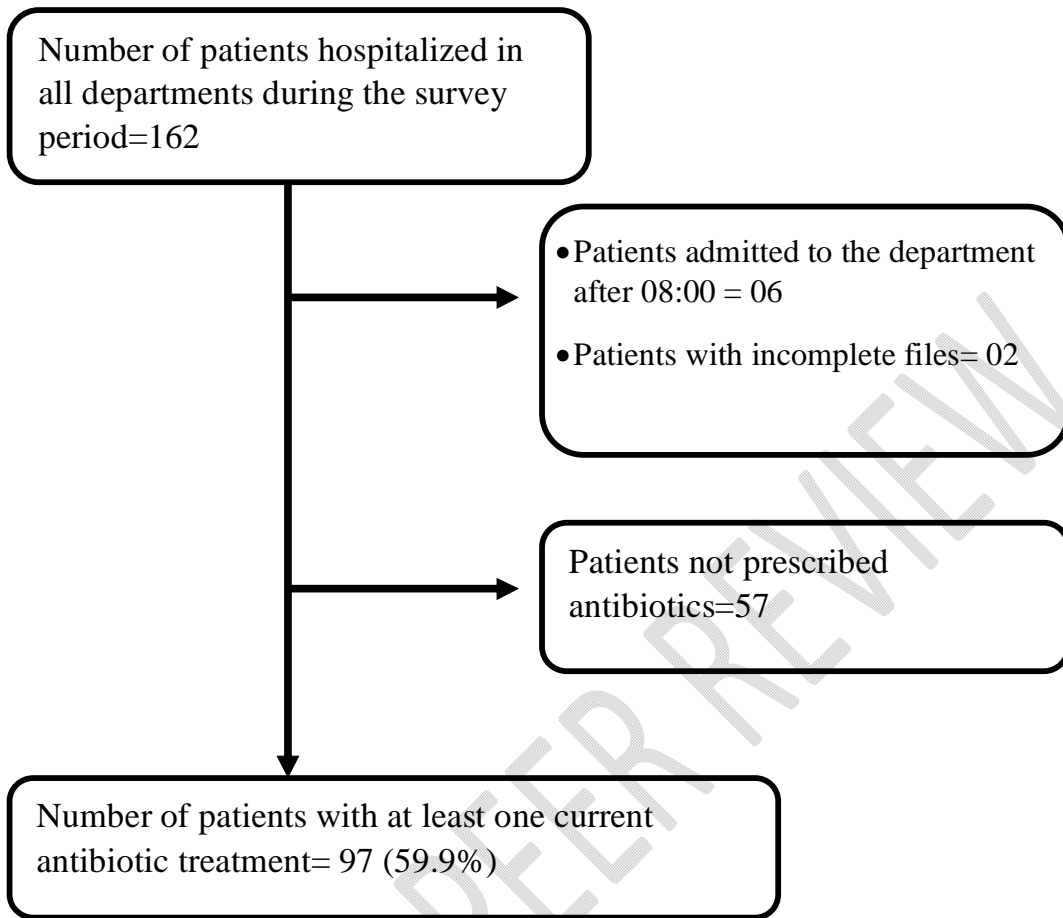 Number of patients hospitalized in
all departments during the survey
period=162
•Patients admitted to the department
after 08:00 = 06
•Patients with incomplete files= 02
Patients not prescribed
antibiotics=57
Number of patients with at least one current
antibiotic treatment= 97 (59.9%)
PEER REVIEW